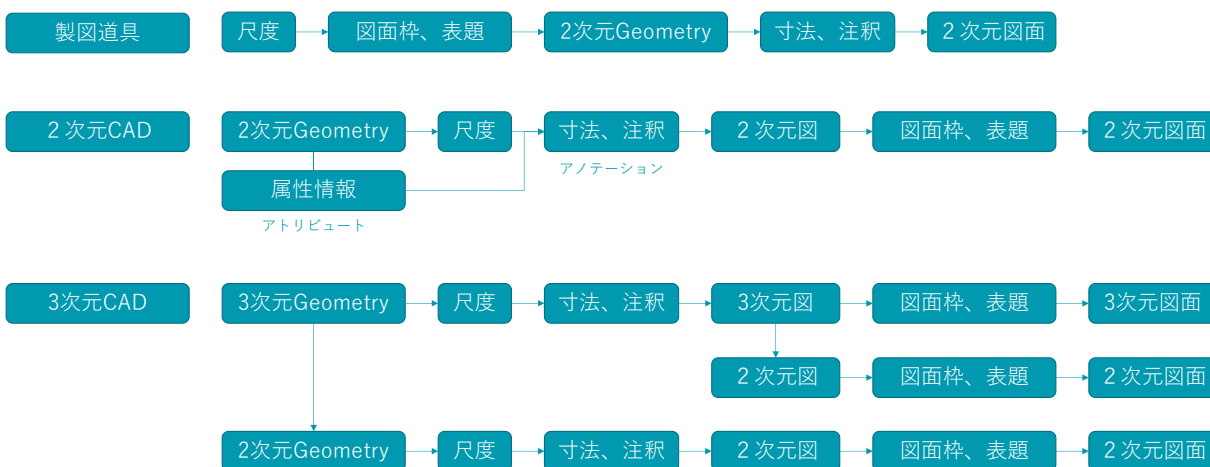 製図道具
尺度
図面枠、表題
2次元Geometry
寸法、注釈
２次元図面
２次元CAD
2次元Geometry
尺度
寸法、注釈
２次元図
図面枠、表題
２次元図面
アノテーション
属性情報
アトリビュート
3次元CAD
3次元Geometry
尺度
寸法、注釈
3次元図
図面枠、表題
3次元図面
２次元図
図面枠、表題
２次元図面
2次元Geometry
尺度
寸法、注釈
２次元図
図面枠、表題
２次元図面